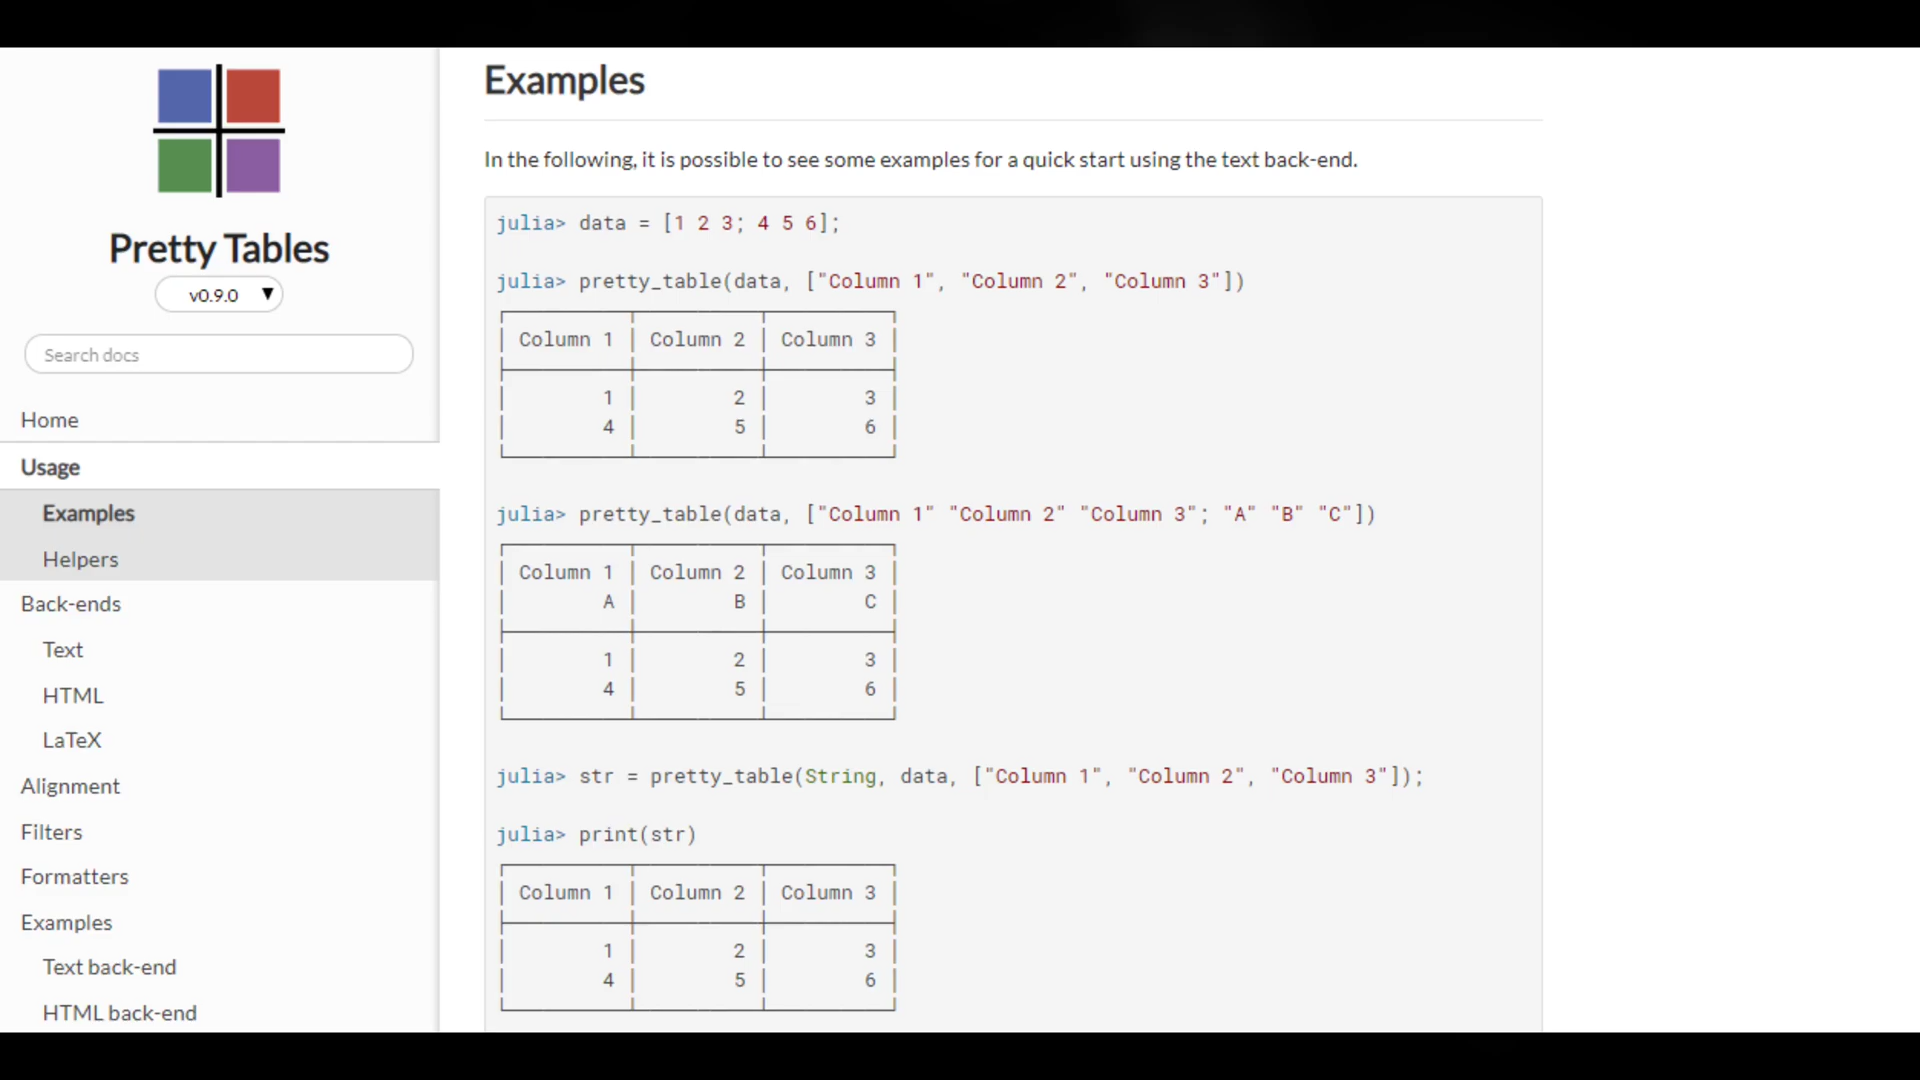 Pretty Tables
v0.9.0 ▼
Search docs
Home
Usage
Examples
Helpers
Back-ends
Text
HTML
LaTeX
Alignment
Filters
Formatters
Examples
Text back-end
HTML back-end
Examples
In the following, it is possible to see some examples for a quick start using the text back-end.
julia> data = [1 2 3; 4 5 6];
julia> pretty_table(data, ["Column 1", "Column 2", "Column 3"])
Column 1 Column 2 Column 3
1 2 3
4 5 6
julia> pretty_table(data, ["Column 1" "Column 2" "Column 3"; "A" "B" "C"])
Column 1 Column 2 Column 3
A B C
1 2 3
4 5 6
julia> str = pretty_table(String, data, ["Column 1", "Column 2", "Column 3"]);
julia> print(str)
Column 1 Column 2 Column 3
1 2 3
4 5 6